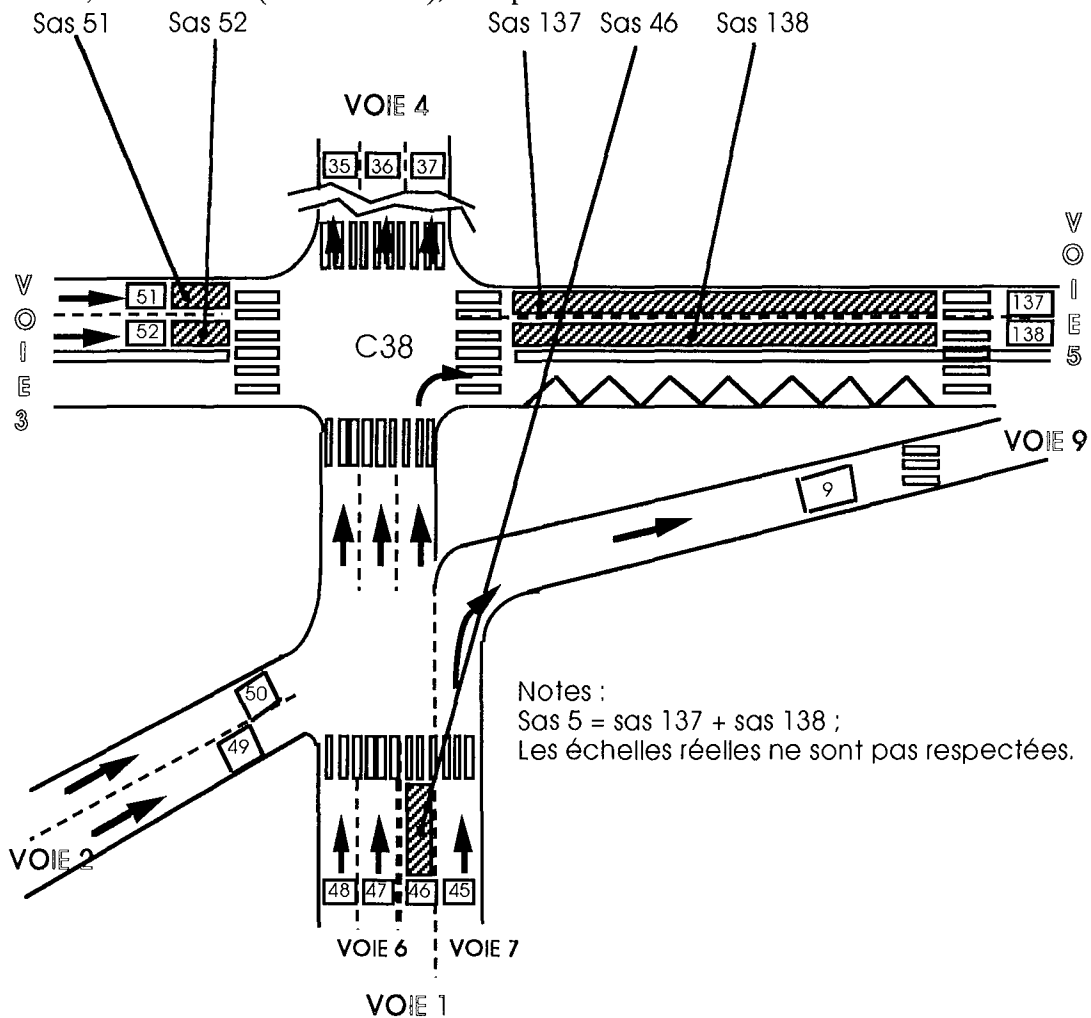 Sas 51 Sas 52 Sas 137 Sas 46 Sas 138
VOIE 4
35 36 37
VOIE 3
51
52
C38
137
138
VOIE 5
VOIE 9
9
50
49
VOIE 2
Notes :
Sas 5 = sas 137 + sas 138 ;
Les échelles réelles ne sont pas respectées.
48 47 46 45
VOIE 6 VOIE 7
VOIE 1